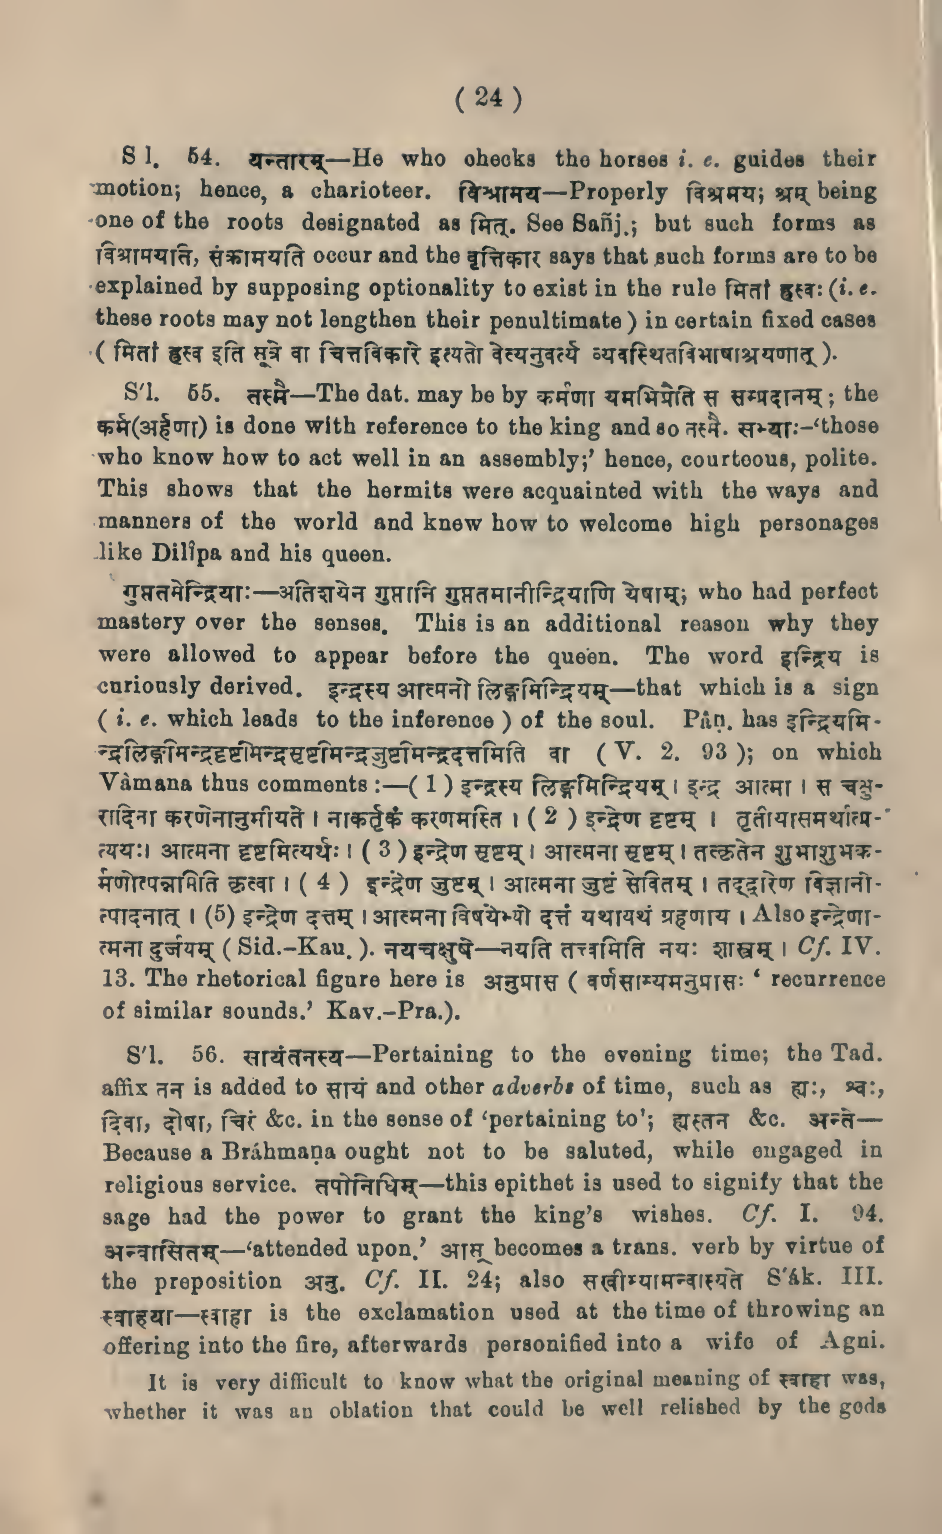 ( 24 )
S l. 54. यन्तारम्—He who checks the horses i. e. guides their
motion; hence, a charioteer. विश्रामय—Properly विश्रमय; श्रम् being
one of the roots designated as मित्. See Sañj.; but such forms as
विश्रामयति, संक्रामयति occur and the वृत्तिकार says that such forms are to be
explained by supposing optionality to exist in the rule मितां ह्रस्वः (i. e.
these roots may not lengthen their penultimate ) in certain fixed cases
( मितां ह्रस्व इति सूत्रे वा चित्तविकारे इत्यतो वेत्यनुवर्त्य व्यवस्थितविभाषाश्रयणात् ).
S'l. 55. तस्मै—The dat. may be by कर्मणा यमभिप्रैति स सम्प्रदानम् ; the
कर्म(अर्हणा) is done with reference to the king and so तस्मै. सभ्याः-‘those
who know how to act well in an assembly;’ hence, courteous, polite.
This shows that the hermits were acquainted with the ways and
manners of the world and knew how to welcome high personages
like Dilîpa and his queen.
गुप्ततमेन्द्रियाः—अतिशयेन गुप्तानि गुप्ततमानीन्द्रियाणि येषाम्; who had perfect
mastery over the senses. This is an additional reason why they
were allowed to appear before the queen. The word इन्द्रिय is
curiously derived. इन्द्रस्य आत्मनो लिङ्गमिन्द्रियम्—that which is a sign
( i. e. which leads to the inference ) of the soul. Pâṇ. has इन्द्रियमि-
न्द्रलिङ्गमिन्द्रदृष्टमिन्द्रसृष्टमिन्द्रजुष्टमिन्द्रदत्तमिति वा ( V. 2. 93 ); on which
Vâmana thus comments :—( 1 ) इन्द्रस्य लिङ्गमिन्द्रियम् । इन्द्र आत्मा । स चक्षु-
रादिना करणेनानुमीयते । नाकर्तृकं करणमस्ति । ( 2 ) इन्द्रेण दृष्टम् । तृतीयासमर्थात्प्र-
त्ययः। आत्मना दृष्टमित्यर्थः । ( 3 ) इन्द्रेण सृष्टम् । आत्मना सृष्टम् । तत्कृतेन शुभाशुभक-
र्मणोत्पन्नमिति कृत्वा । ( 4 ) इन्द्रेण जुष्टम् । आत्मना जुष्टं सेवितम् । तद्द्वारेण विज्ञानो-
त्पादनात् । (5) इन्द्रेण दत्तम् । आत्मना विषयेभ्यो दत्तं यथायथं ग्रहणाय । Also इन्द्रेणा-
त्मना दुर्जयम् ( Sid.-Kau. ). नयचक्षुषे—नयति तत्त्वमिति नयः शास्त्रम् । Cf. IV.
13. The rhetorical figure here is अनुप्रास ( वर्णसाम्यमनुप्रासः ‘ recurrence
of similar sounds.’ Kav.-Pra.).
S'l. 56. सायंतनस्य—Pertaining to the evening time; the Tad.
affix तन is added to सायं and other adverbs of time, such as ह्यः, श्वः,
दिवा, दोषा, चिरं &c. in the sense of ‘pertaining to’; ह्यस्तन &c. अन्ते—
Because a Bráhmaṇa ought not to be saluted, while engaged in
religious service. तपोनिधिम्—this epithet is used to signify that the
sage had the power to grant the king's wishes. Cf. I. 94.
अन्वासितम्—‘attended upon.’ आस् becomes a trans. verb by virtue of
the preposition अनु. Cf. II. 24; also सखीभ्यामन्वास्यते S'ák. III.
स्वाहया—स्वाहा is the exclamation used at the time of throwing an
offering into the fire, afterwards personified into a wife of Agni.
It is very difficult to know what the original meaning of स्वाहा was,
whether it was an oblation that could be well relished by the gods